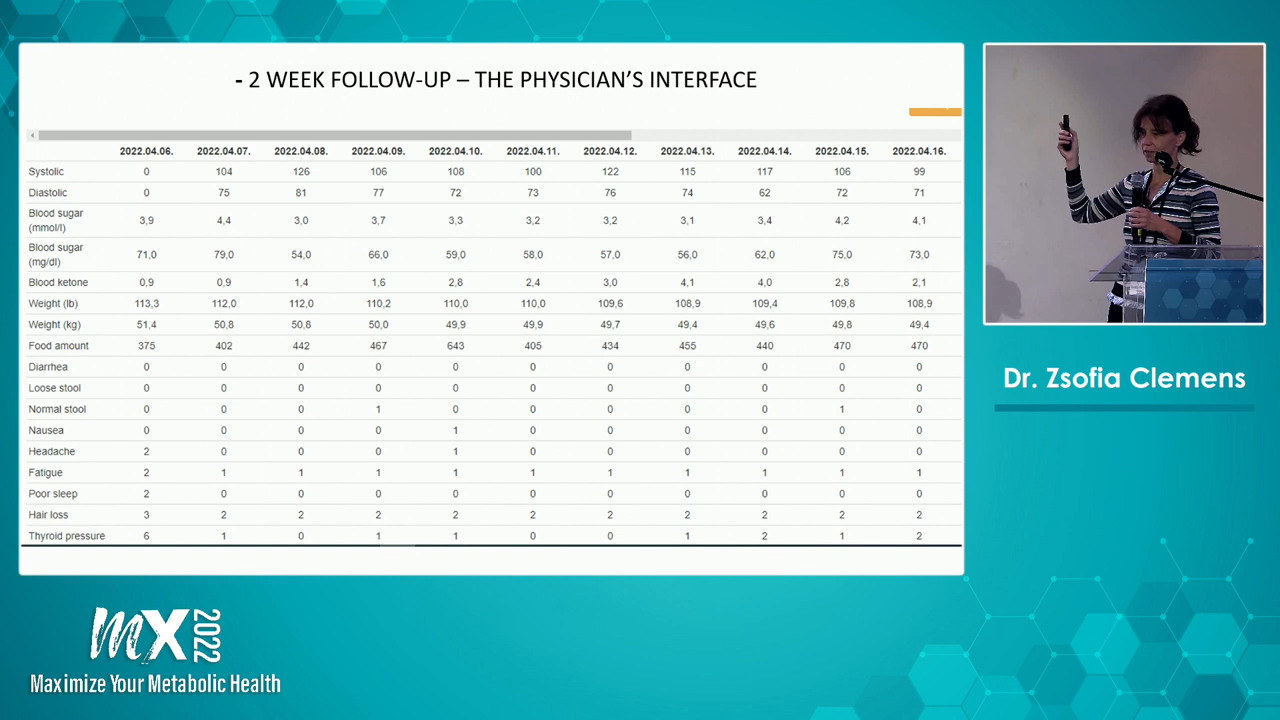 - 2 WEEK FOLLOW-UP – THE PHYSICIAN'S INTERFACE
2022.04.06. 2022.04.07. 2022.04.08. 2022.04.09. 2022.04.10. 2022.04.11. 2022.04.12. 2022.04.13. 2022.04.14. 2022.04.15. 2022.04.16.
Systolic 0 104 126 106 108 100 122 115 117 106 99
Diastolic 0 75 81 77 72 73 76 74 62 72 71
Blood sugar
(mmol/l) 3,9 4,4 3,0 3,7 3,3 3,2 3,2 3,1 3,4 4,2 4,1
Blood sugar
(mg/dl) 71,0 79,0 54,0 66,0 59,0 58,0 57,0 56,0 62,0 75,0 73,0
Blood ketone 0,9 0,9 1,4 1,6 2,8 2,4 3,0 4,1 4,0 2,8 2,1
Weight (lb) 113,3 112,0 112,0 110,2 110,0 110,0 109,6 108,9 109,4 109,8 108,9
Weight (kg) 51,4 50,8 50,8 50,0 49,9 49,9 49,7 49,4 49,6 49,8 49,4
Food amount 375 402 442 467 643 405 434 455 440 470 470
Diarrhea 0 0 0 0 0 0 0 0 0 0 0
Loose stool 0 0 0 0 0 0 0 0 0 0 0
Normal stool 0 0 0 1 0 0 0 0 0 1 0
Nausea 0 0 0 0 1 0 0 0 0 0 0
Headache 2 0 0 0 1 0 0 0 0 0 0
Fatigue 2 1 1 1 1 1 1 1 1 1 1
Poor sleep 2 0 0 0 0 0 0 0 0 0 0
Hair loss 3 2 2 2 2 2 2 2 2 2 2
Thyroid pressure 6 1 0 1 1 0 0 1 2 1 2
Dr. Zsofia Clemens
mx 2022
Maximize Your Metabolic Health